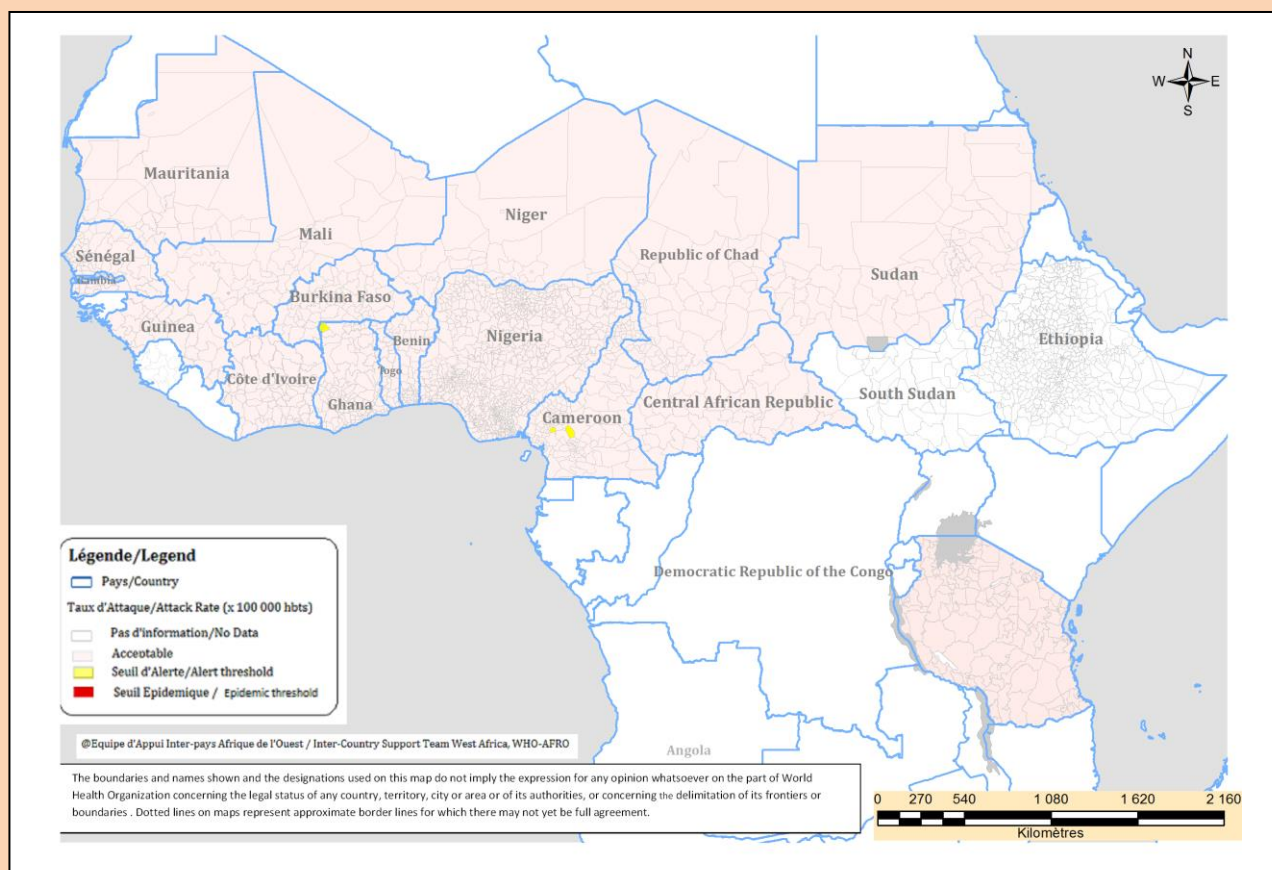 N
W E
S
Mauritania
Mali
Niger
Republic of Chad
Sudan
Sénégal
Gambia
Burkina Faso
Guinea
Benin
Nigeria
Ethiopia
Côte d'Ivoire
Togo
Ghana
Cameroon
Central African Republic
South Sudan
Democratic Republic of the Congo
Angola
Légende/Legend
Pays/Country
Taux d'Attaque/Attack Rate (x 100 000 hbts)
Pas d'information/No Data
Acceptable
Seuil d'Alerte/Alert threshold
Seuil Epidemique / Epidemic threshold
@Equipe d'Appui Inter-pays Afrique de l'Ouest / Inter-Country Support Team West Africa, WHO-AFRO
The boundaries and names shown and the designations used on this map do not imply the expression for any opinion whatsoever on the part of World
Health Organization concerning the legal status of any country, territory, city or area or of its authorities, or concerning the delimitation of its frontiers or
boundaries . Dotted lines on maps represent approximate border lines for which there may not yet be full agreement.
0 270 540 1 080 1 620 2 160
Kilomètres